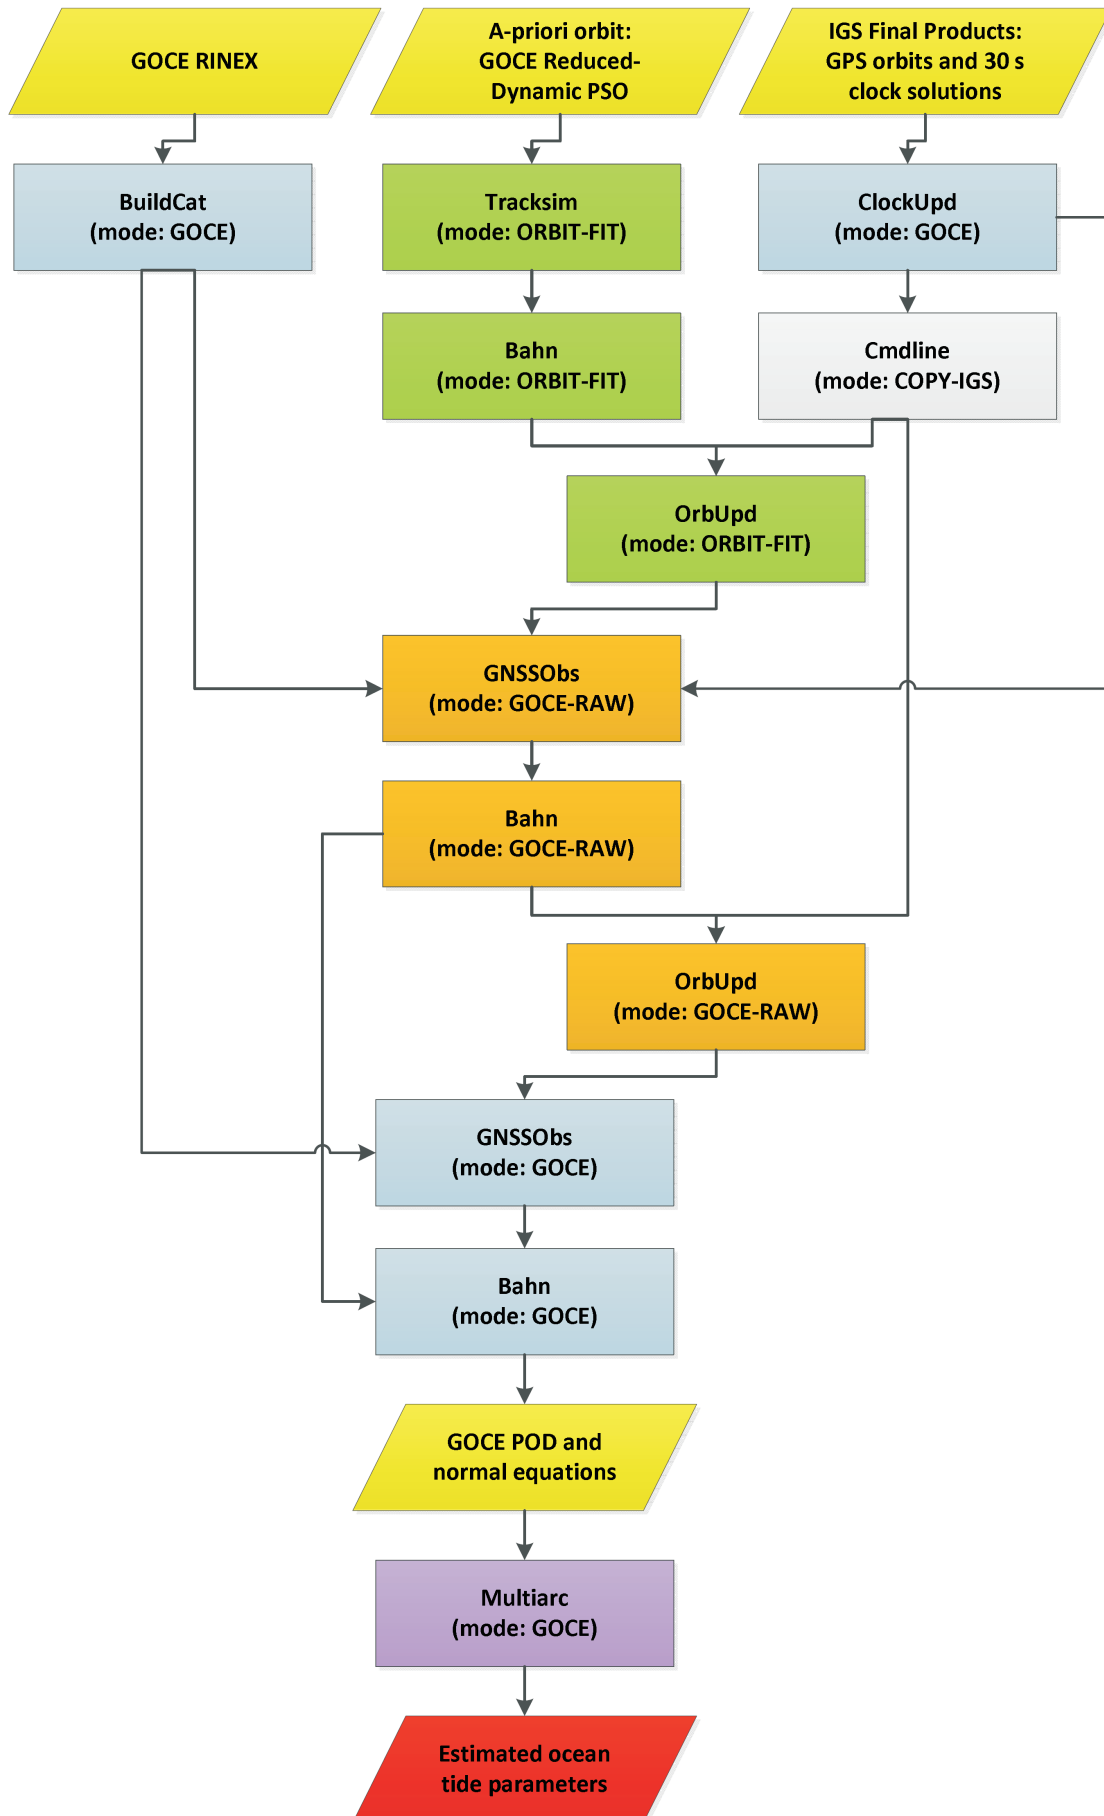 GOCE RINEX
A-priori orbit:
GOCE Reduced-
Dynamic PSO
IGS Final Products:
GPS orbits and 30 s
clock solutions
BuildCat
(mode: GOCE)
Tracksim
(mode: ORBIT-FIT)
ClockUpd
(mode: GOCE)
Bahn
(mode: ORBIT-FIT)
Cmdline
(mode: COPY-IGS)
OrbUpd
(mode: ORBIT-FIT)
GNSSObs
(mode: GOCE-RAW)
Bahn
(mode: GOCE-RAW)
OrbUpd
(mode: GOCE-RAW)
GNSSObs
(mode: GOCE)
Bahn
(mode: GOCE)
GOCE POD and
normal equations
Multiarc
(mode: GOCE)
Estimated ocean
tide parameters